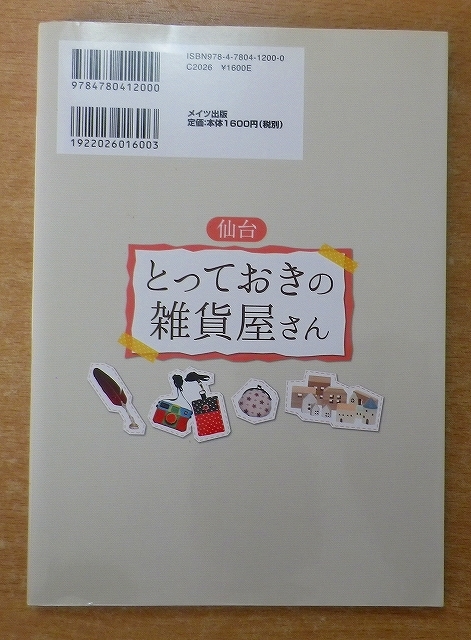 ISBN978-4-7804-1200-0
C2026 ¥1600E
9784780412000
メイツ出版
定価:本体1600円(税別)
1922026016003
仙台
とっておきの
雑貨屋さん